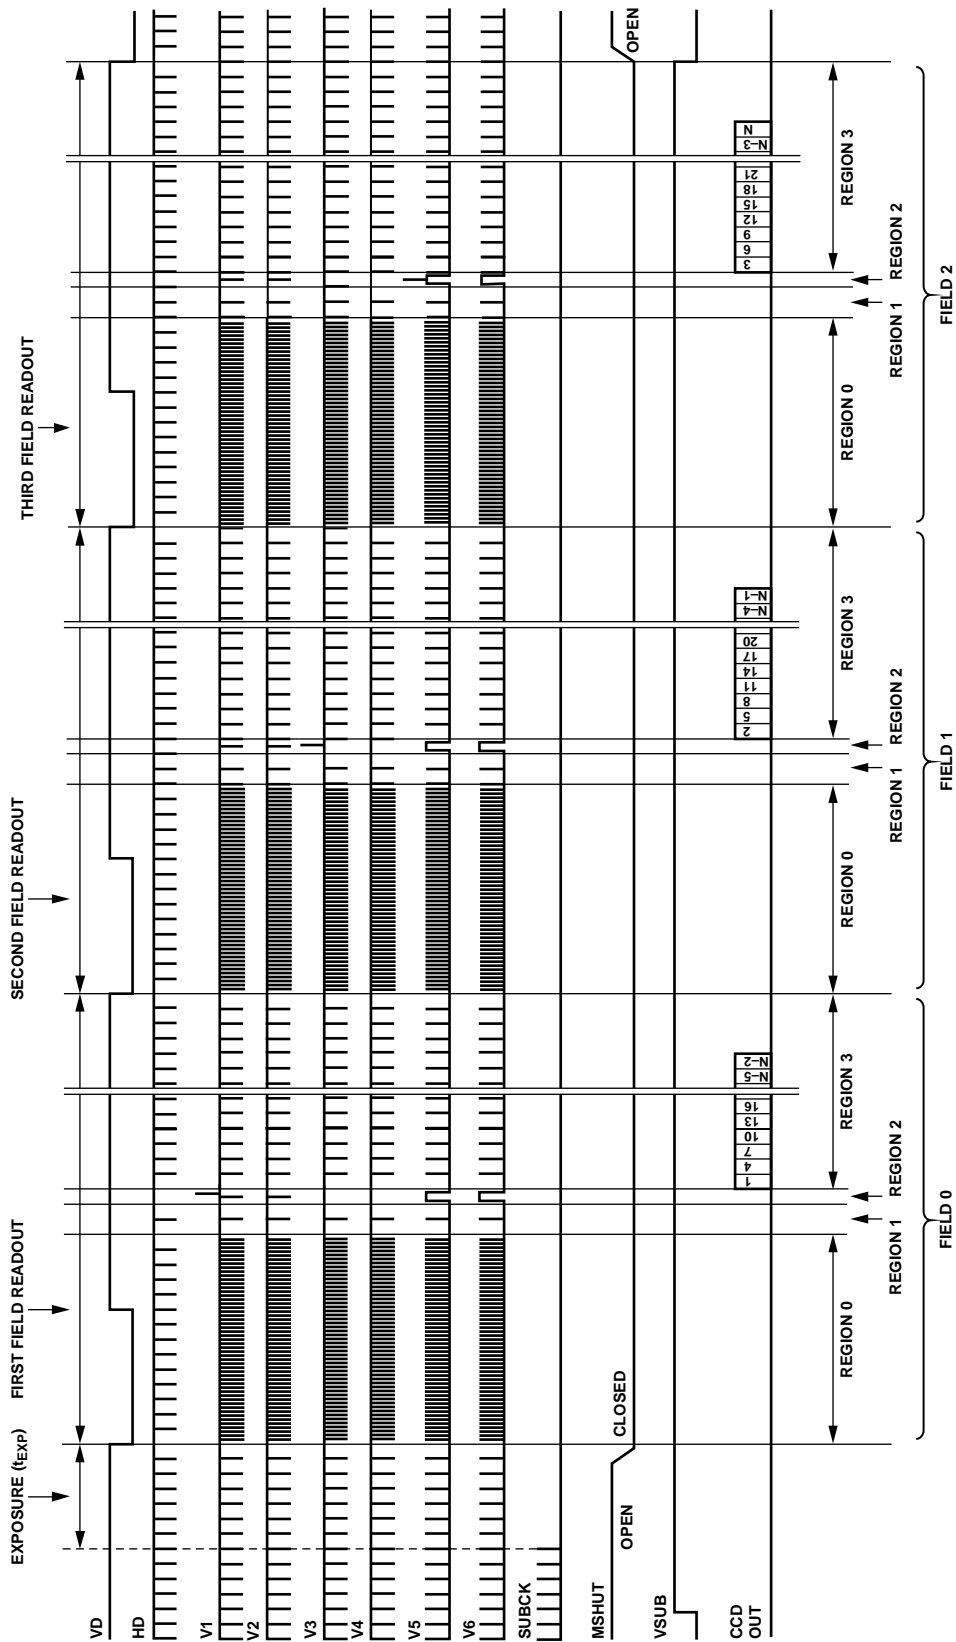 EXPOSURE (tEXP)
FIRST FIELD READOUT
SECOND FIELD READOUT
THIRD FIELD READOUT
VD
HD
V1
V2
V3
V4
V5
V6
SUBCK
MSHUT
OPEN
CLOSED
OPEN
VSUB
CCD
OUT
1
4
7
10
13
16
N–5
N–2
2
5
8
11
14
17
20
N–4
N–1
3
6
9
12
15
18
21
N–3
N
REGION 0
REGION 3
REGION 0
REGION 3
REGION 0
REGION 3
REGION 1
REGION 2
REGION 1
REGION 2
REGION 1
REGION 2
FIELD 0
FIELD 1
FIELD 2